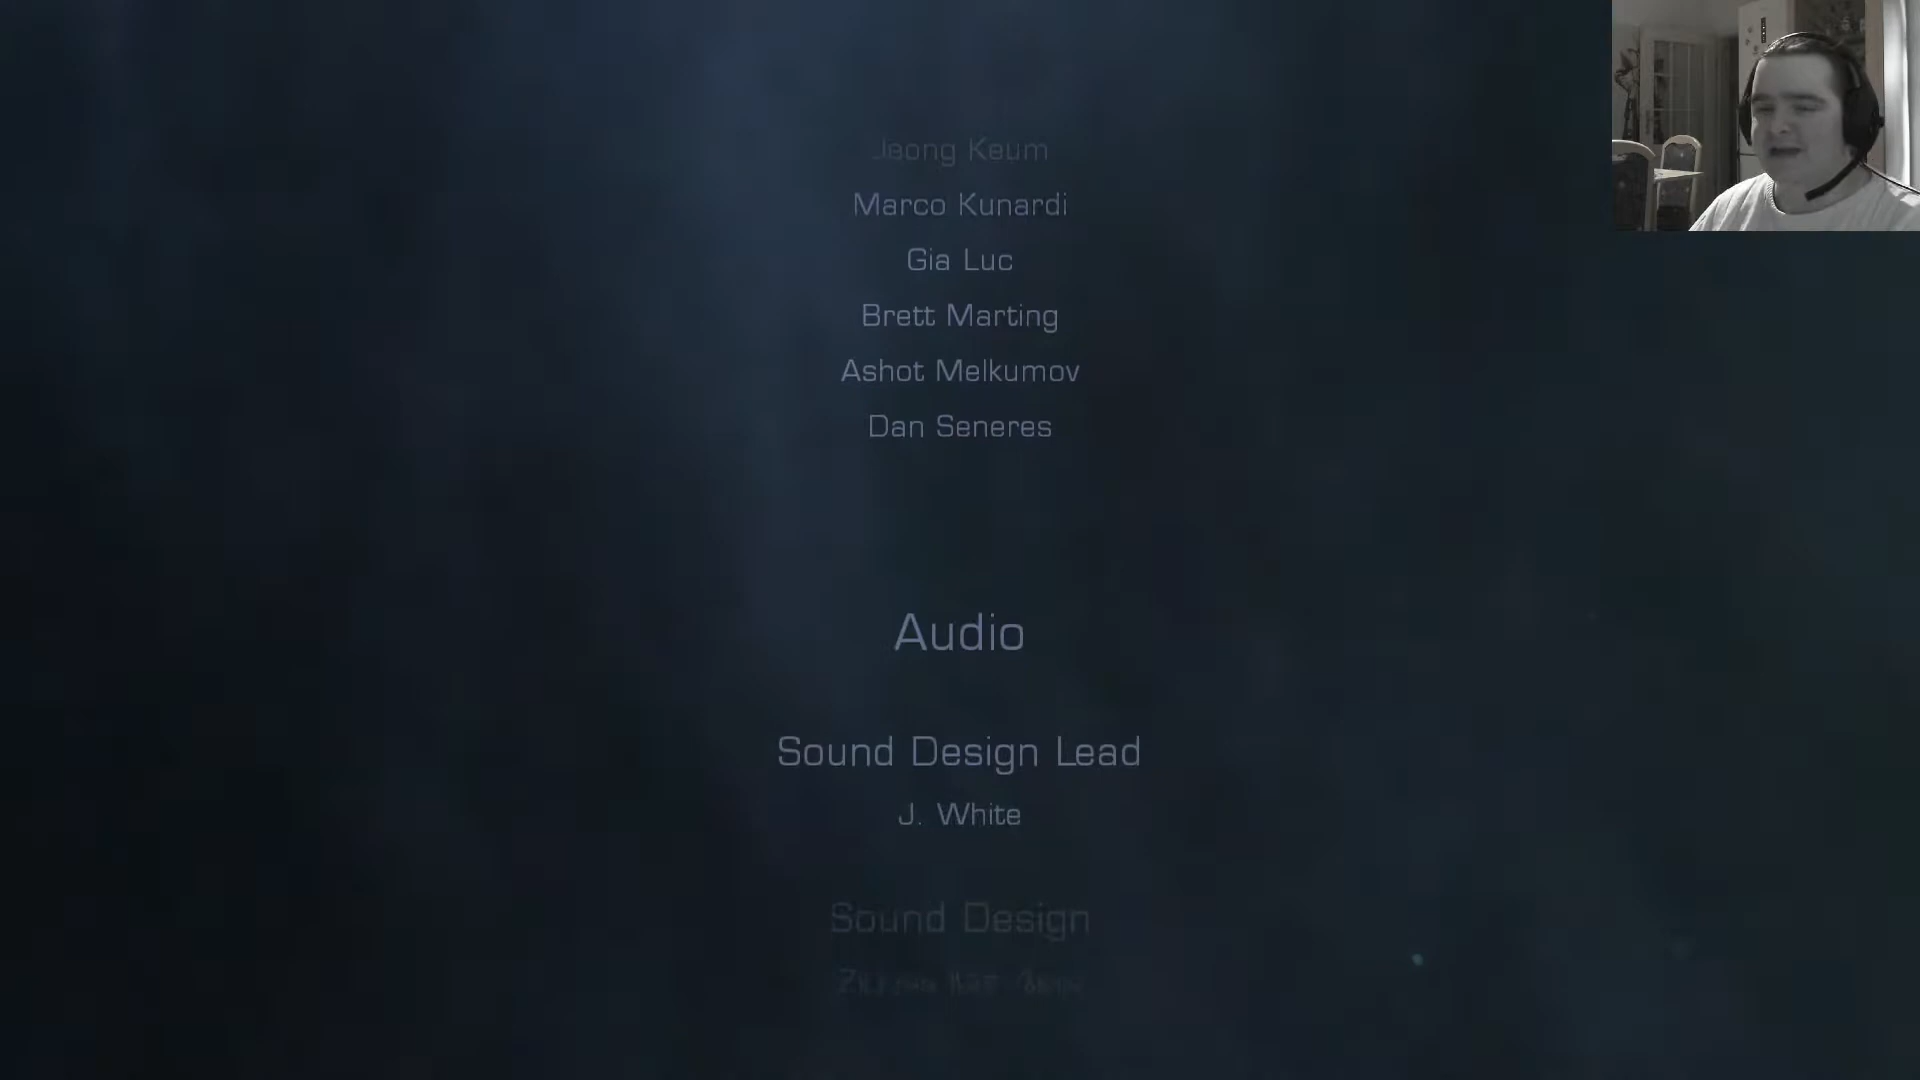 Jeong Keum
Marco Kunardi
Gia Luc
Brett Marting
Ashot Melkumov
Dan Seneres
Audio
Sound Design Lead
J. White
Sound Design